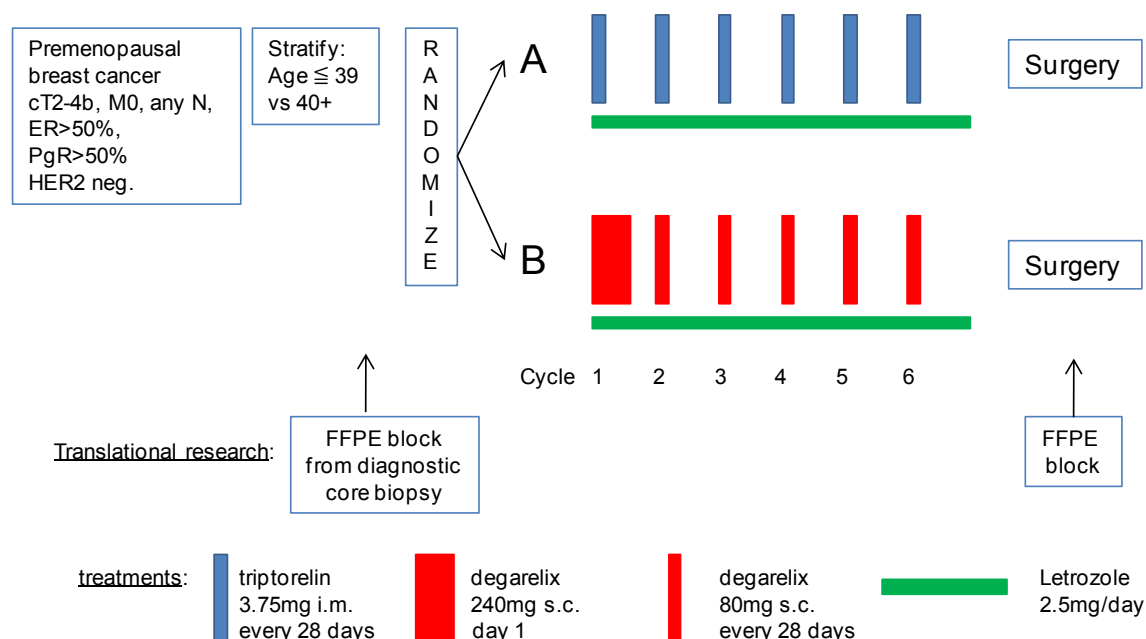 Premenopausal
breast cancer
cT2-4b, M0, any N,
ER>50%,
PgR>50%
HER2 neg.
Stratify:
Age ≦ 39
vs 40+
R
A
N
D
O
M
I
Z
E
A
Surgery
B
Surgery
Cycle 1 2 3 4 5 6
Translational research:
FFPE block
from diagnostic
core biopsy
FFPE
block
treatments:
triptorelin
3.75mg i.m.
every 28 days
degarelix
240mg s.c.
day 1
degarelix
80mg s.c.
every 28 days
Letrozole
2.5mg/day